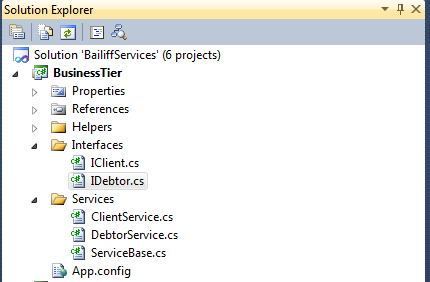 Solution Explorer
Solution 'BailiffServices' (6 projects)
BusinessTier
Properties
References
Helpers
Interfaces
IClient.cs
IDebtor.cs
Services
ClientService.cs
DebtorService.cs
ServiceBase.cs
App.config